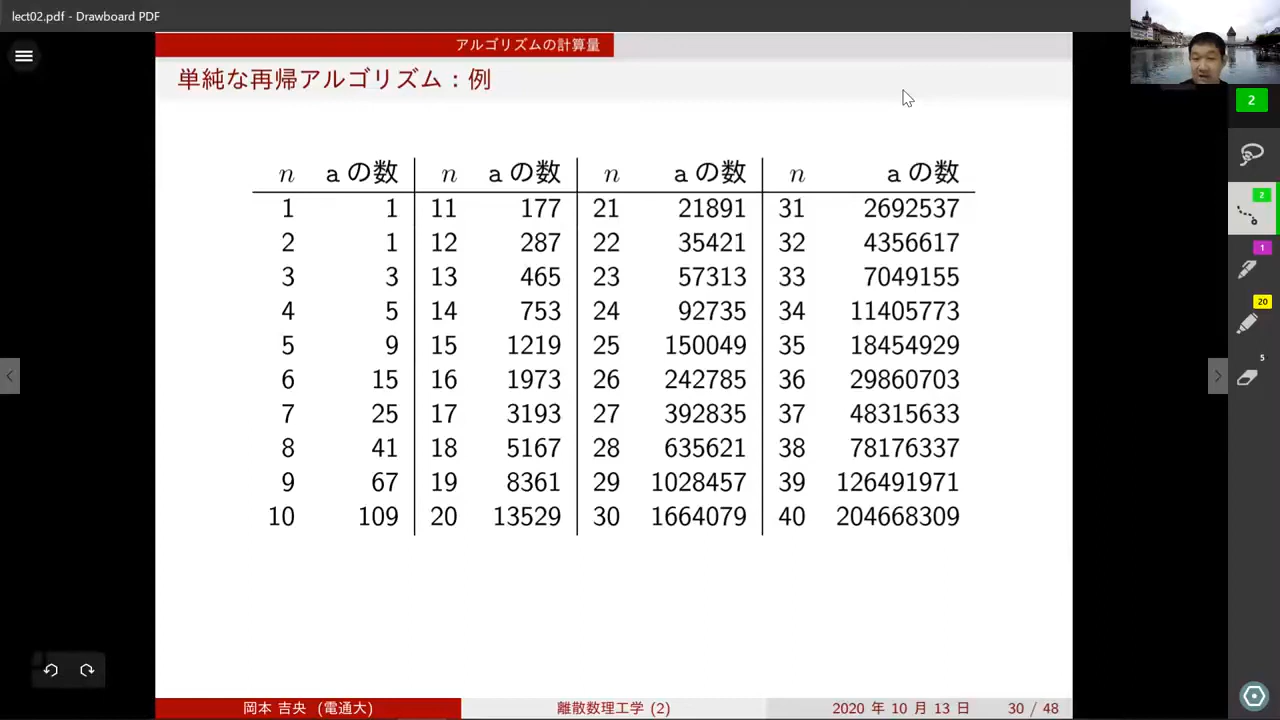 lect02.pdf - Drawboard PDF
アルゴリズムの計算量
単純な再帰アルゴリズム:例
n a の数 n a の数 n a の数 n a の数
1 1 11 177 21 21891 31 2692537
2 1 12 287 22 35421 32 4356617
3 3 13 465 23 57313 33 7049155
4 5 14 753 24 92735 34 11405773
5 9 15 1219 25 150049 35 18454929
6 15 16 1973 26 242785 36 29860703
7 25 17 3193 27 392835 37 48315633
8 41 18 5167 28 635621 38 78176337
9 67 19 8361 29 1028457 39 126491971
10 109 20 13529 30 1664079 40 204668309
2
2
1
20
5
岡本 吉央 (電通大) 離散数理工学 (2) 2020 年 10 月 13 日 30 / 48